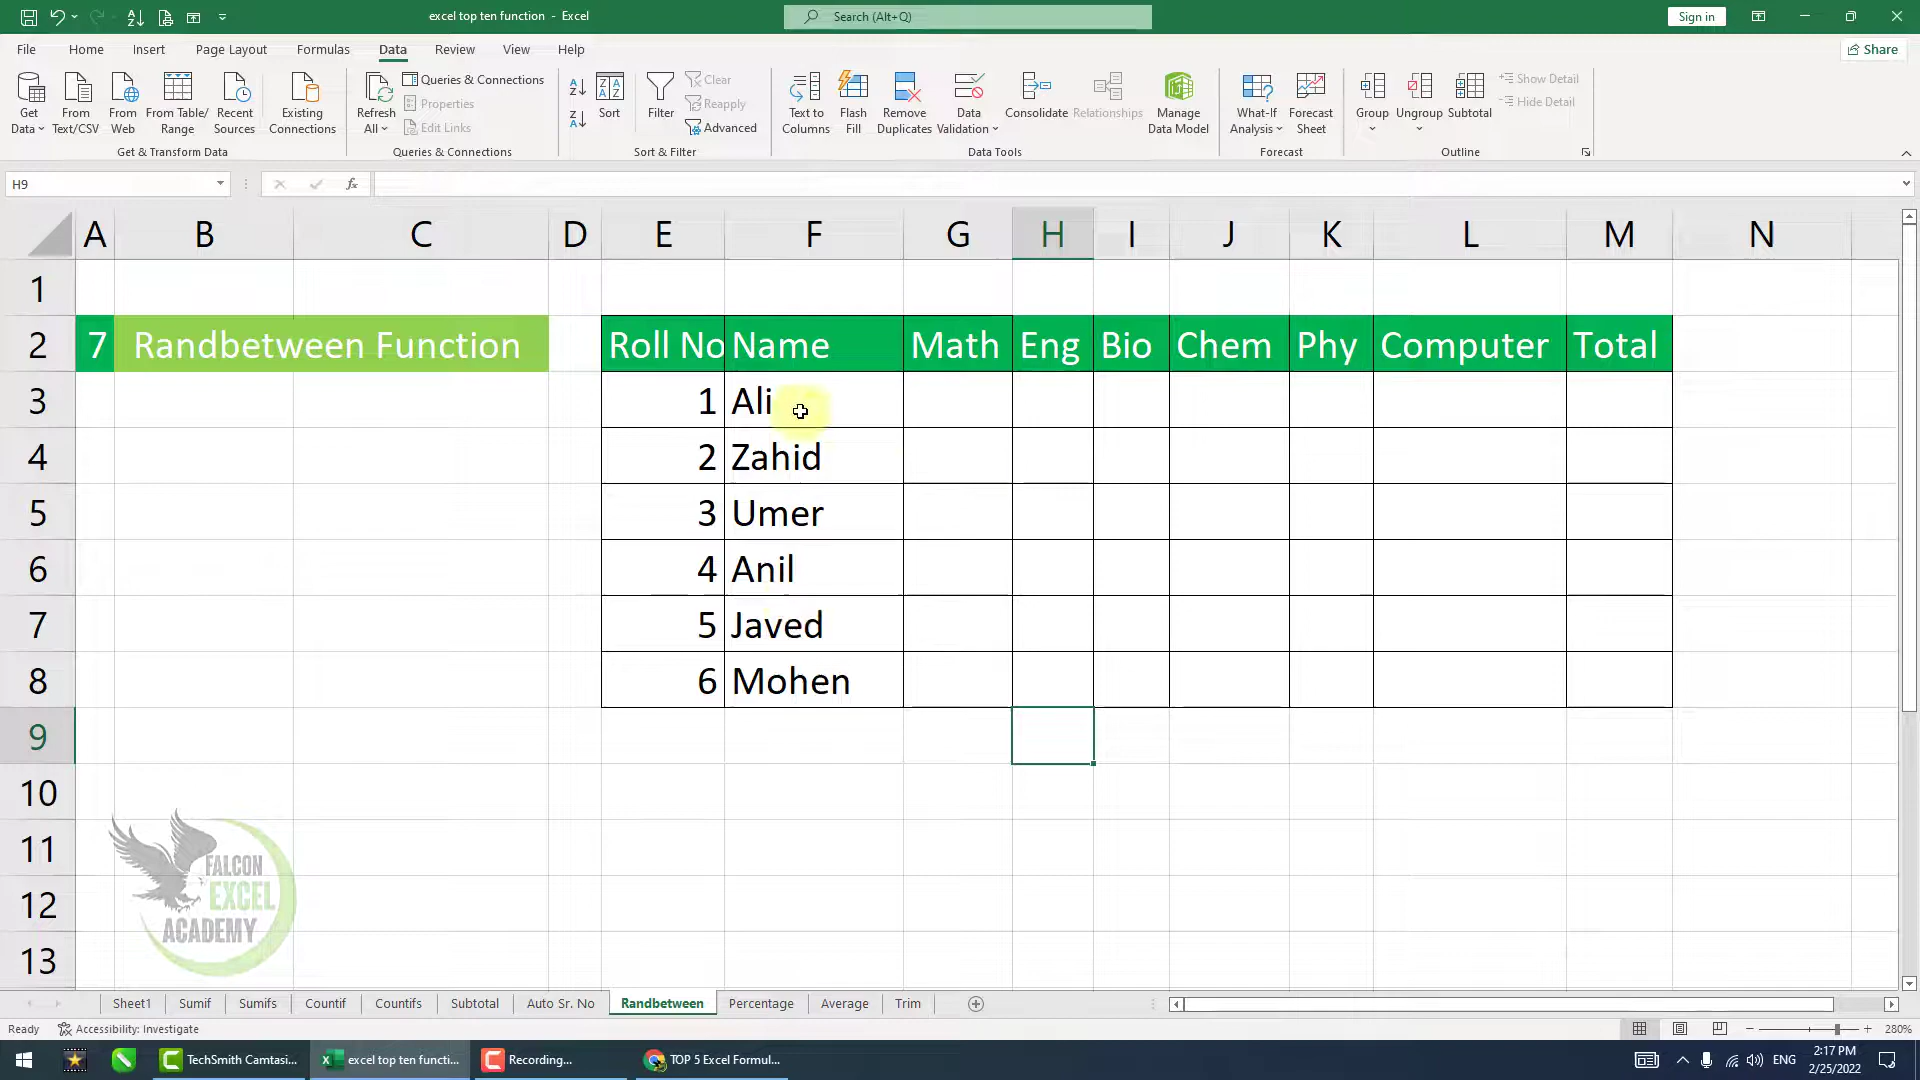 excel top ten function - Excel
Search (Alt+Q)
Sign in
File Home Insert Page Layout Formulas Data Review View Help
Share
Get Data
From Text/CSV
From Web
From Table/ Range
Recent Sources
Existing Connections
Get & Transform Data
Refresh All
Queries & Connections
Properties
Edit Links
Queries & Connections
Sort
Filter
Clear
Reapply
Advanced
Sort & Filter
Text to Columns
Flash Fill
Remove Duplicates
Data Validation
Consolidate
Relationships
Manage Data Model
Data Tools
What-If Analysis
Forecast Sheet
Forecast
Group
Ungroup
Subtotal
Show Detail
Hide Detail
Outline
H9
fx
A B C D E F G H I J K L M N
1
2 7 Randbetween Function Roll No Name Math Eng Bio Chem Phy Computer Total
3 1 Ali
4 2 Zahid
5 3 Umer
6 4 Anil
7 5 Javed
8 6 Mohen
9
10
11
12
13
FALCON
EXCEL
ACADEMY
Sheet1 Sumif Sumifs Countif Countifs Subtotal Auto Sr. No Randbetween Percentage Average Trim
Ready Accessibility: Investigate 280%
TechSmith Camtasi... excel top ten functi... Recording... TOP 5 Excel Formul... ENG
2:17 PM
2/25/2022